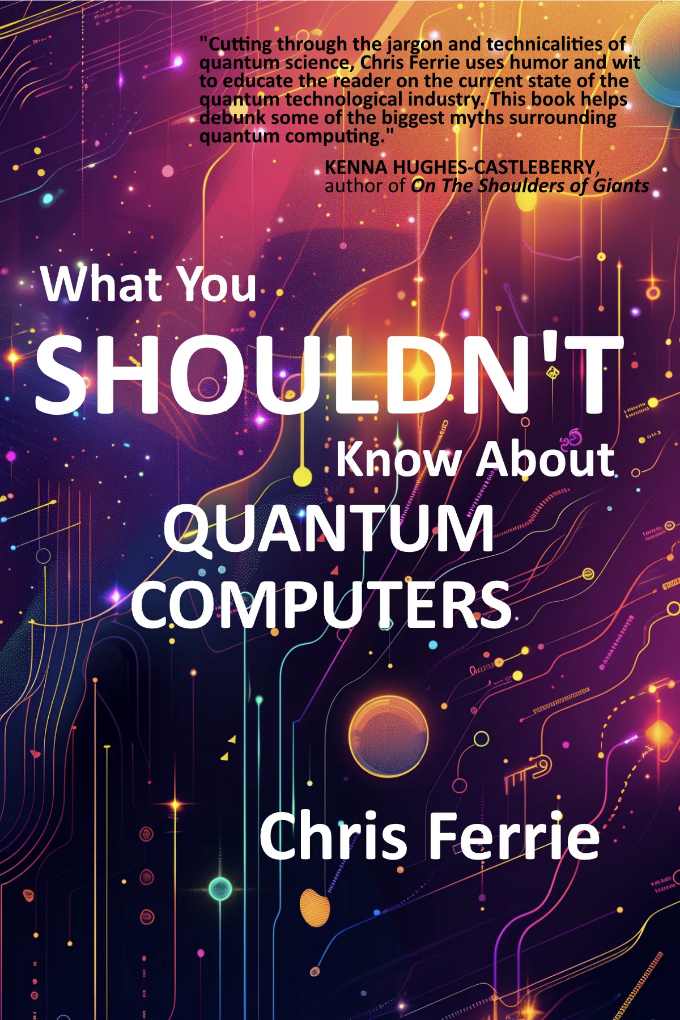 "Cutting through the jargon and technicalities of
quantum science, Chris Ferrie uses humor and wit
to educate the reader on the current state of the
quantum technological industry. This book helps
debunk some of the biggest myths surrounding
quantum computing."
KENNA HUGHES-CASTLEBERRY,
author of On The Shoulders of Giants
What You
SHOULDN'T
Know About
QUANTUM
COMPUTERS
Chris Ferrie